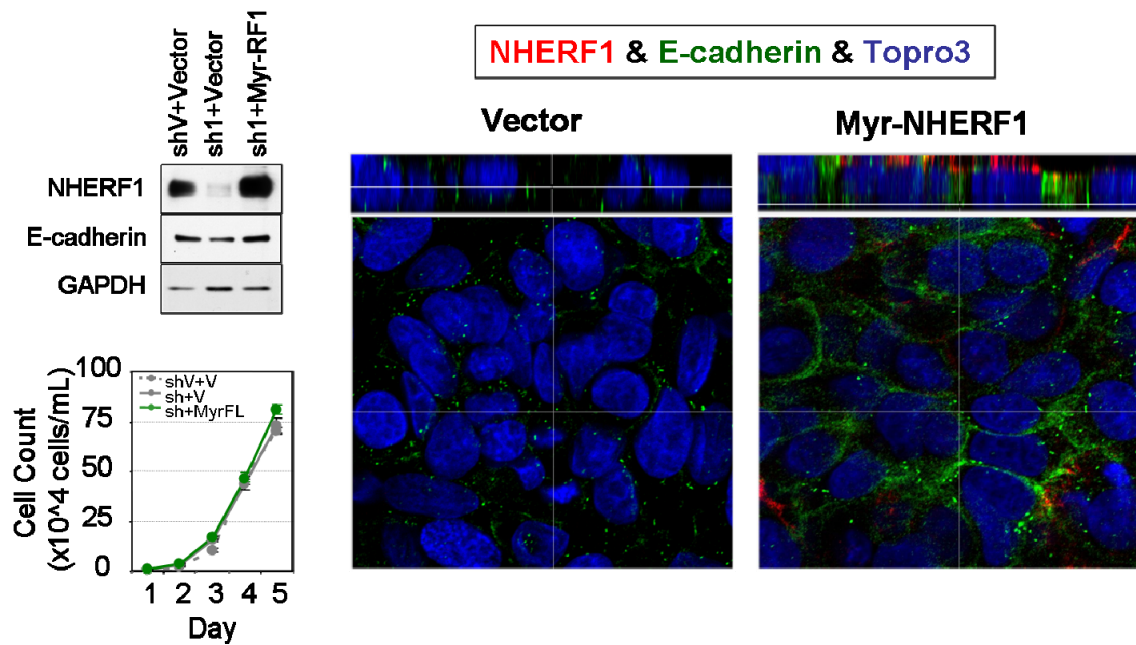 shV+Vector
sh1+Vector
sh1+Myr-RF1
NHERF1
E-cadherin
GAPDH
NHERF1 & E-cadherin & Topro3
Vector
Myr-NHERF1
100
75
50
25
0
shV+V
sh+V
sh+MyrFL
Cell Count
(x10^4 cells/mL)
1 2 3 4 5
Day